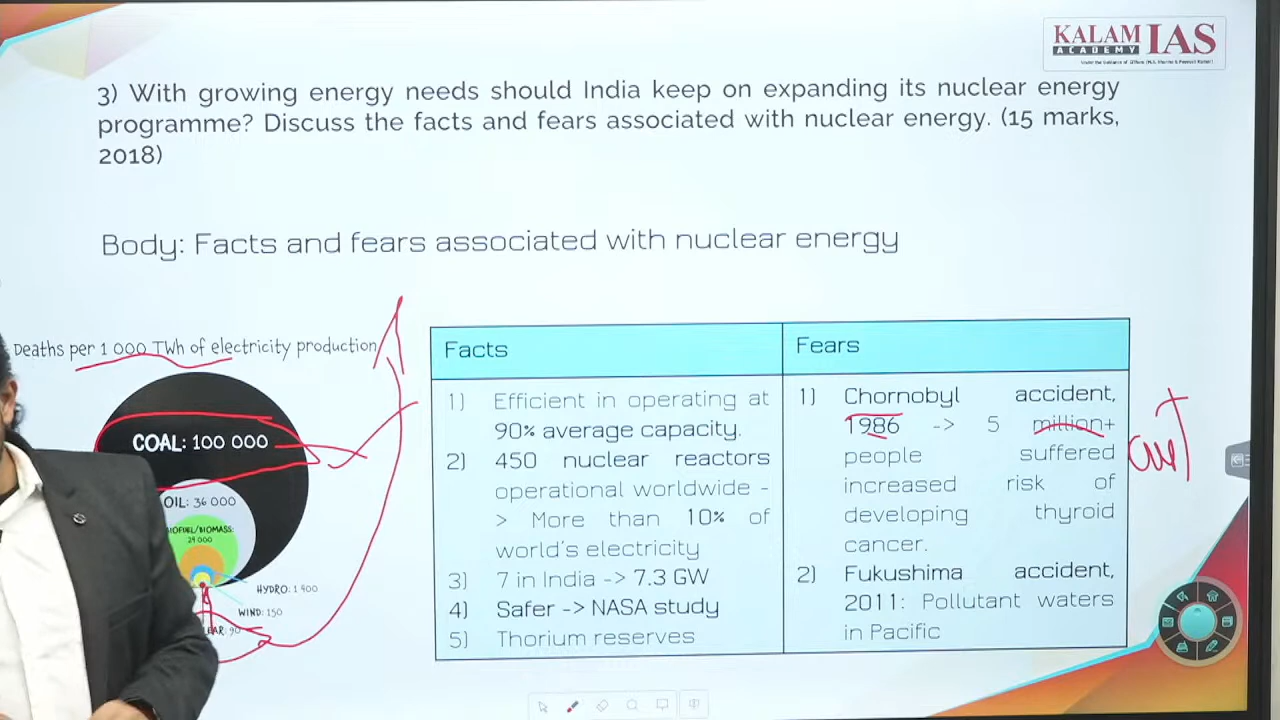 KALAM IAS
ACADEMY
3) With growing energy needs should India keep on expanding its nuclear energy
programme? Discuss the facts and fears associated with nuclear energy. (15 marks,
2018)
Body: Facts and fears associated with nuclear energy
Deaths per 1 000 TWh of electricity production
COAL: 100 000
OIL: 36 000
BIOFUEL/BIOMASS:
24 000
HYDRO: 1 400
WIND: 150
LEAR: 90
Facts
1) Efficient in operating at
90% average capacity.
2) 450 nuclear reactors
operational worldwide -
> More than 10% of
world's electricity
3) 7 in India -> 7.3 GW
4) Safer -> NASA study
5) Thorium reserves
Fears
1) Chornobyl accident,
1986 -> 5 million+
people suffered
increased risk of
developing thyroid
cancer.
2) Fukushima accident,
2011: Pollutant waters
in Pacific